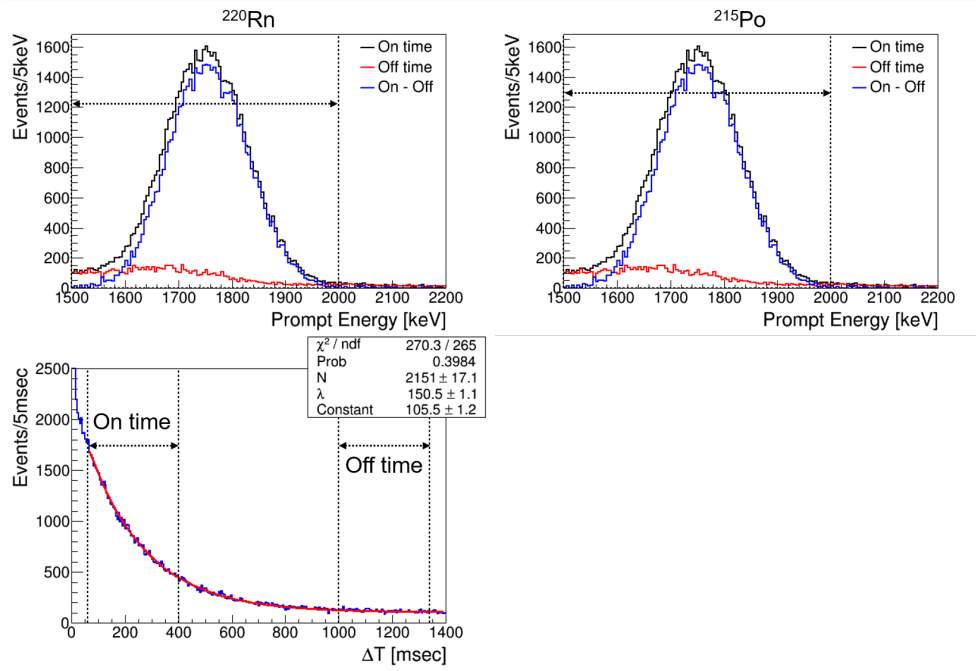 ²²⁰Rn
Events/5keV
1600
1400
1200
1000
800
600
400
200
0
On time
Off time
On - Off
1500 1600 1700 1800 1900 2000 2100 2200
Prompt Energy [keV]
²¹⁵Po
Events/5keV
1600
1400
1200
1000
800
600
400
200
0
On time
Off time
On - Off
1500 1600 1700 1800 1900 2000 2100 2200
Prompt Energy [keV]
χ² / ndf 270.3 / 265
Prob 0.3984
N 2151 ± 17.1
λ 150.5 ± 1.1
Constant 105.5 ± 1.2
Events/5msec
2500
2000
1500
1000
500
0
On time
Off time
0 200 400 600 800 1000 1200 1400
ΔT [msec]